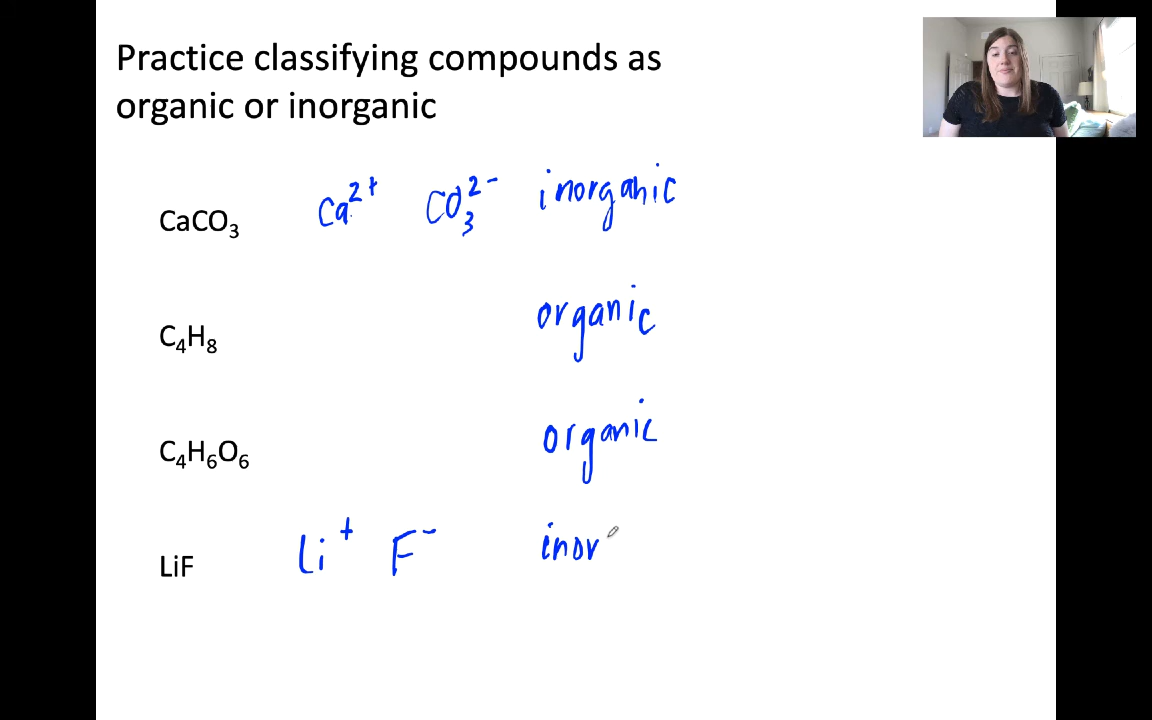 Practice classifying compounds as
organic or inorganic
CaCO₃ Ca²⁺ CO₃²⁻ inorganic
C₄H₈ organic
C₄H₆O₆ organic
LiF Li⁺ F⁻ inor